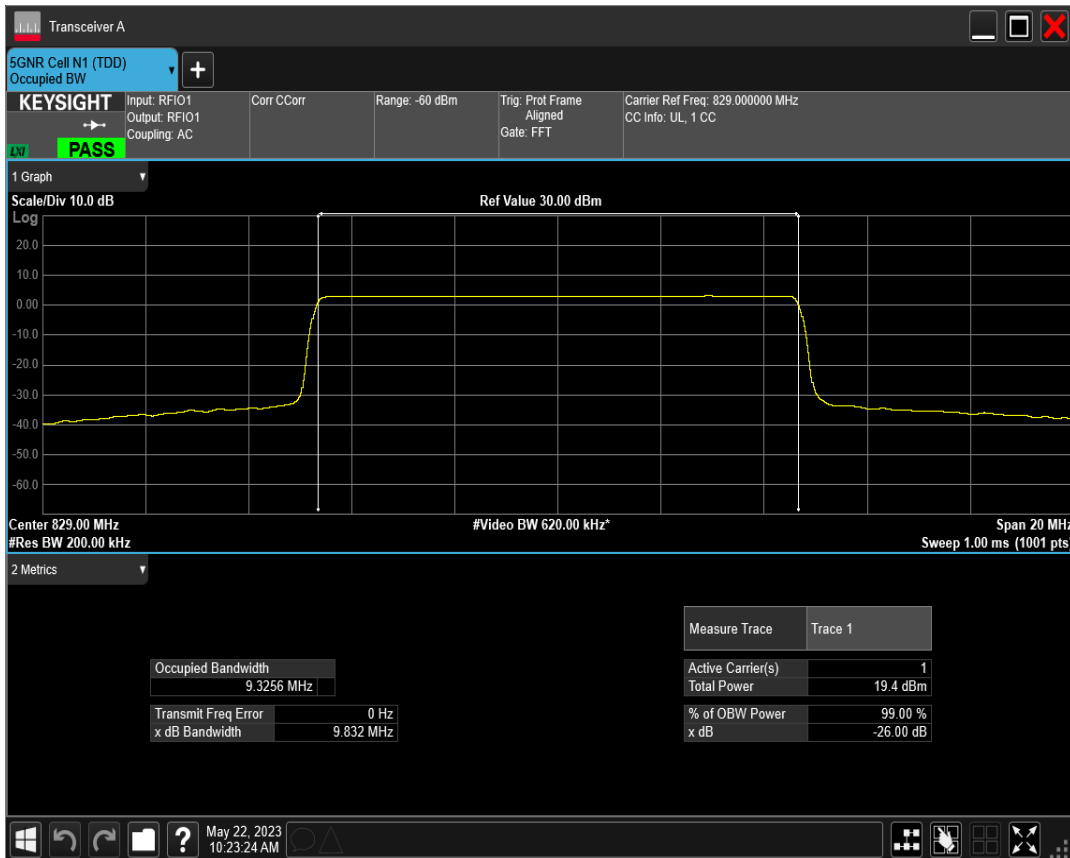 Transceiver A
5GNR Cell N1 (TDD)
Occupied BW
+
KEYSIGHT
LXI
PASS
Input: RFIO1
Output: RFIO1
Coupling: AC
Corr CCorr
Range: -60 dBm
Trig: Prot Frame
Aligned
Gate: FFT
Carrier Ref Freq: 829.000000 MHz
CC Info: UL, 1 CC
1 Graph
Scale/Div 10.0 dB
Ref Value 30.00 dBm
Log
20.0
10.0
0.00
-10.0
-20.0
-30.0
-40.0
-50.0
-60.0
Center 829.00 MHz
#Video BW 620.00 kHz*
Span 20 MHz
#Res BW 200.00 kHz
Sweep 1.00 ms (1001 pts)
2 Metrics
Measure Trace Trace 1
Occupied Bandwidth
9.3256 MHz
Active Carrier(s) 1
Total Power 19.4 dBm
Transmit Freq Error 0 Hz
x dB Bandwidth 9.832 MHz
% of OBW Power 99.00 %
x dB -26.00 dB
?
May 22, 2023
10:23:24 AM